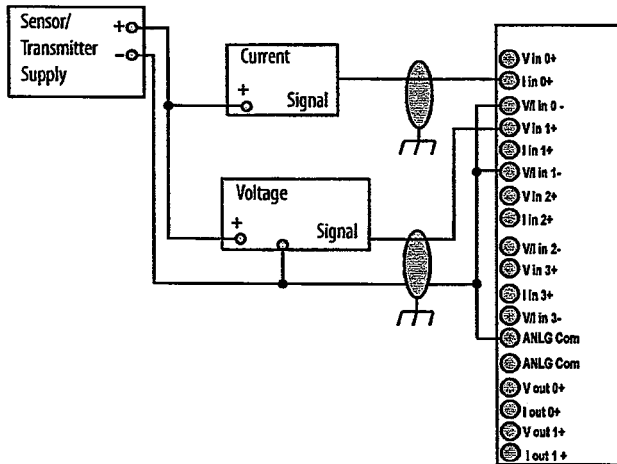 Sensor/
Transmitter
Supply
+
-
Current
+
Signal
Voltage
+
Signal
V in 0+
I in 0+
V/I in 0 -
V in 1+
I in 1+
V/I in 1-
V in 2+
I in 2+
V/I in 2-
V in 3+
I in 3+
V/I in 3-
ANLG Com
ANLG Com
V out 0+
I out 0+
V out 1+
I out 1 +